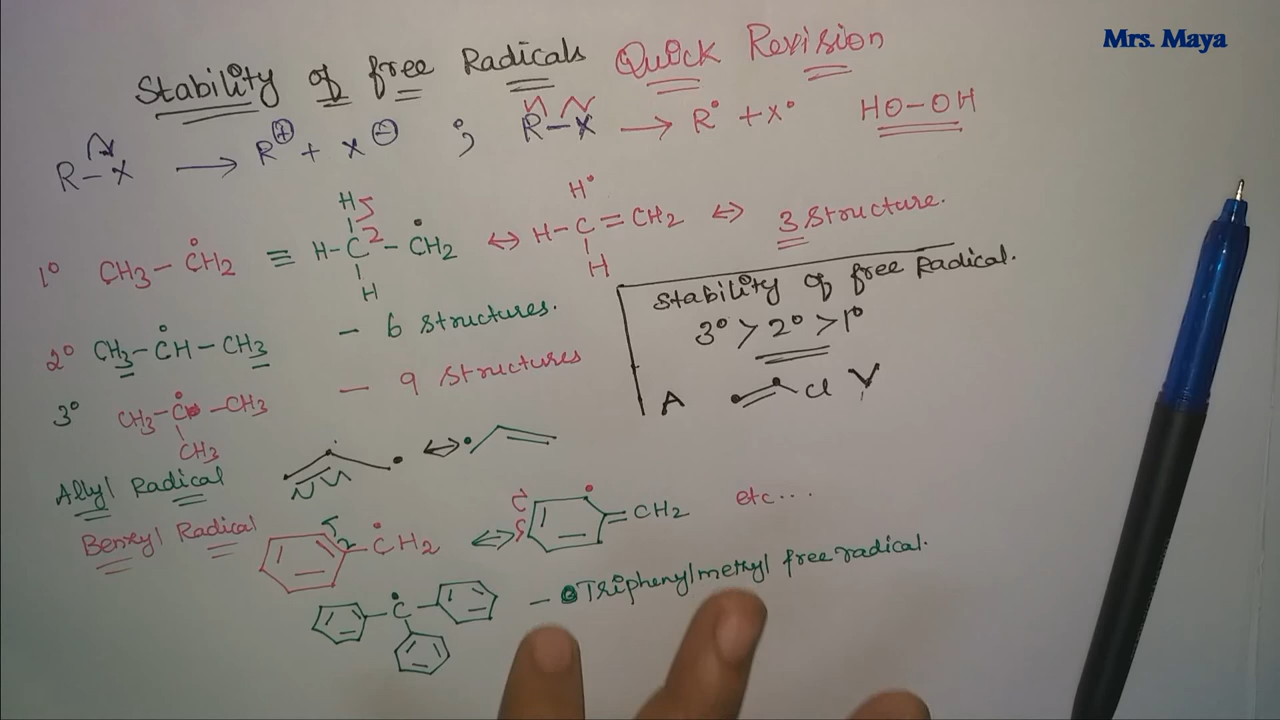 Mrs. Maya
Stability of free Radicals Quick Revision
R-X → R⊕ + X⊖ ; R-X → R• + X• HO-OH
1° CH3-ĊH2 ≡ H-C-ĊH2 ↔ H-C=CH2 ⇔ 3 Structure.
H
H
H•
H
2° CH3-ĊH-CH3 - 6 Structures.
3° CH3-Ċ-CH3 - 9 Structures
CH3
Stability of free Radical.
3° > 2° > 1°
A Cl V
Allyl Radical ⇔
Benzyl Radical ĊH2 ⇔ =CH2 etc...
Ċ - Triphenylmethyl free radical.